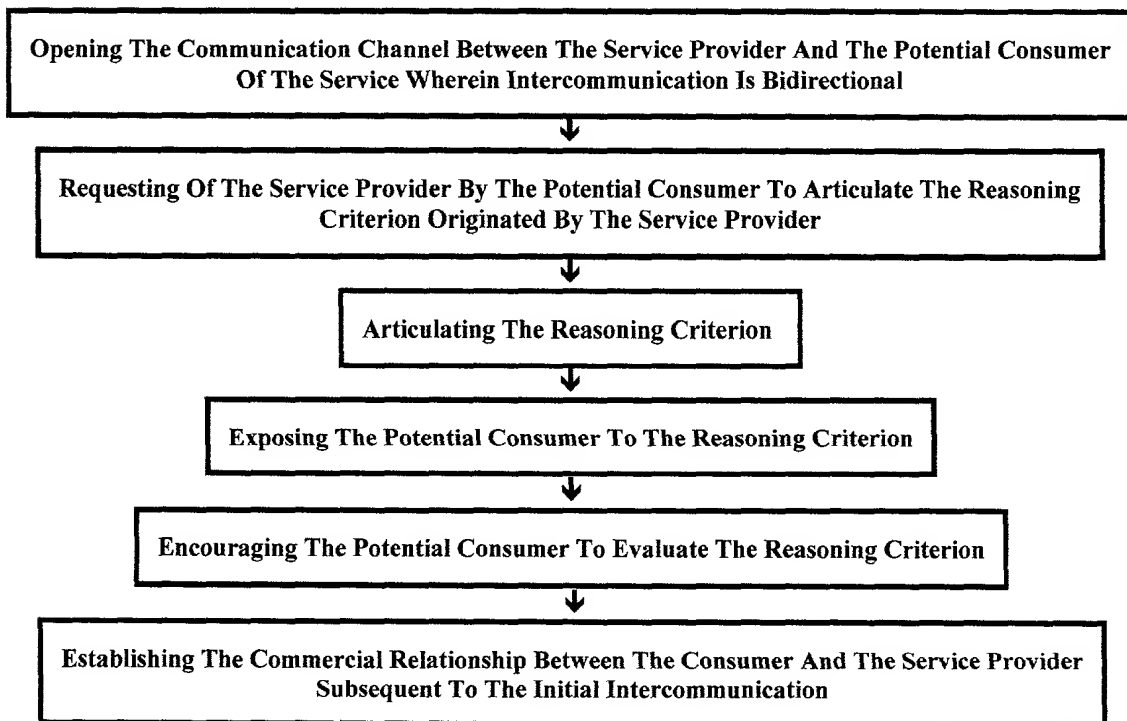 Opening The Communication Channel Between The Service Provider And The Potential Consumer
Of The Service Wherein Intercommunication Is Bidirectional
Requesting Of The Service Provider By The Potential Consumer To Articulate The Reasoning
Criterion Originated By The Service Provider
Articulating The Reasoning Criterion
Exposing The Potential Consumer To The Reasoning Criterion
Encouraging The Potential Consumer To Evaluate The Reasoning Criterion
Establishing The Commercial Relationship Between The Consumer And The Service Provider
Subsequent To The Initial Intercommunication